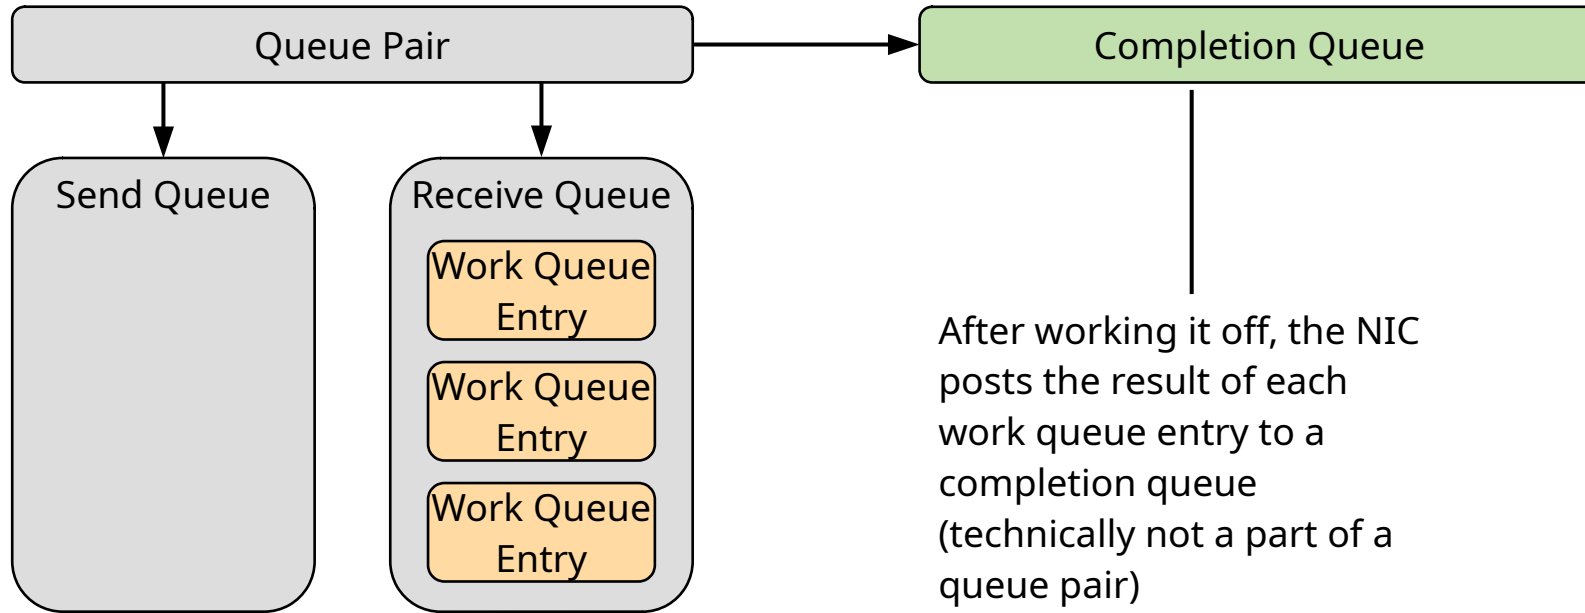 Queue Pair
Completion Queue
Send Queue
Receive Queue
Work Queue
Entry
Work Queue
Entry
Work Queue
Entry
After working it off, the NIC
posts the result of each
work queue entry to a
completion queue
(technically not a part of a
queue pair)